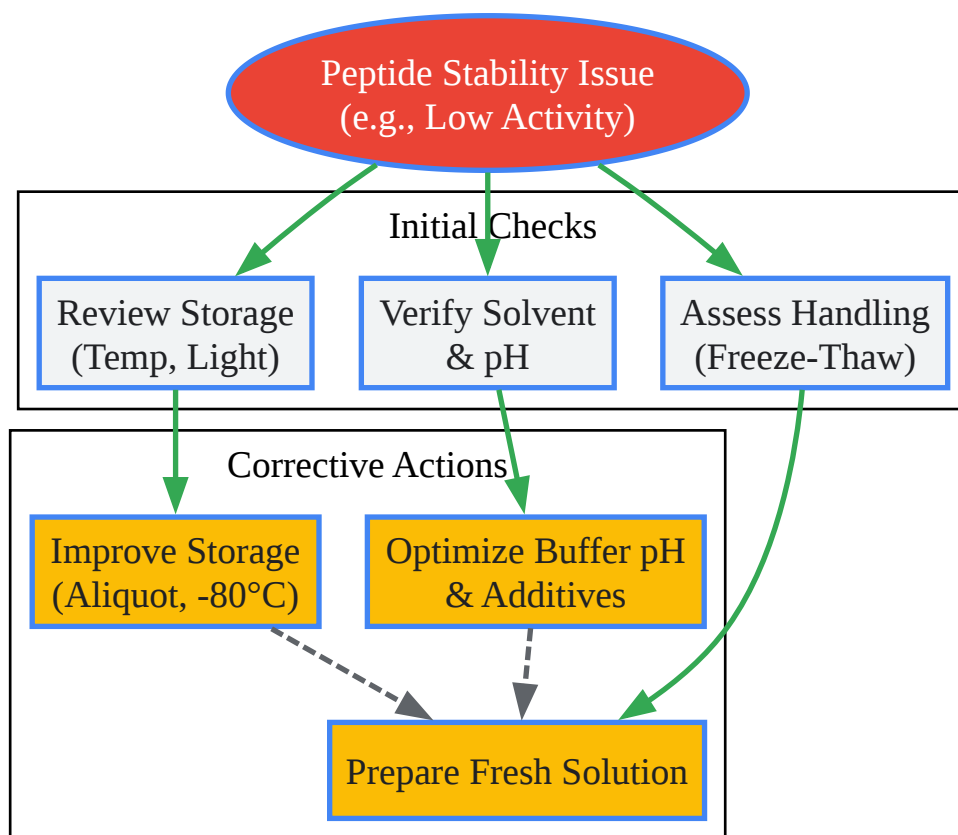 Peptide Stability Issue
(e.g., Low Activity)
Initial Checks
Review Storage
(Temp, Light)
Verify Solvent
& pH
Assess Handling
(Freeze-Thaw)
Corrective Actions
Improve Storage
(Aliquot, -80°C)
Optimize Buffer pH
& Additives
Prepare Fresh Solution